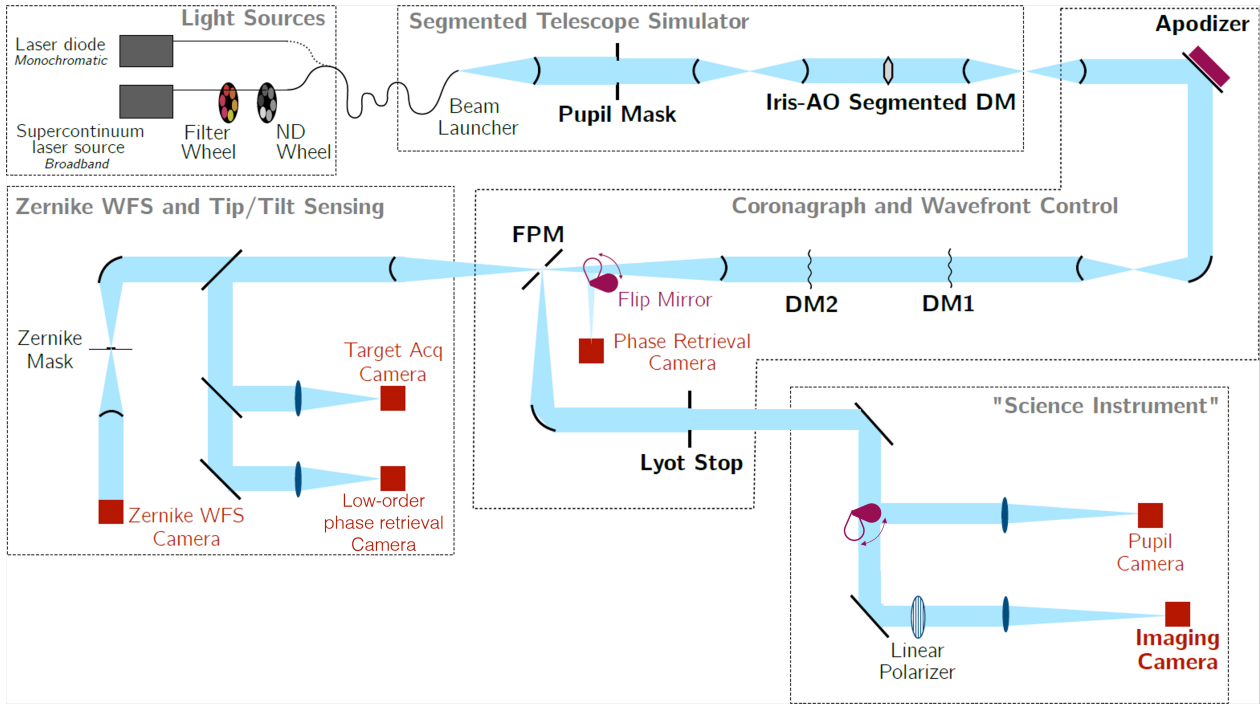 Light Sources
Laser diode
Monochromatic
Supercontinuum
laser source
Broadband
Filter
Wheel
ND
Wheel
Segmented Telescope Simulator
Beam
Launcher
Pupil Mask
Iris-AO Segmented DM
Apodizer
Coronagraph and Wavefront Control
FPM
Flip Mirror
DM2
DM1
Phase Retrieval
Camera
Lyot Stop
Zernike WFS and Tip/Tilt Sensing
Zernike
Mask
Target Acq
Camera
Zernike WFS
Camera
Low-order
phase retrieval
Camera
"Science Instrument"
Pupil
Camera
Linear
Polarizer
Imaging
Camera